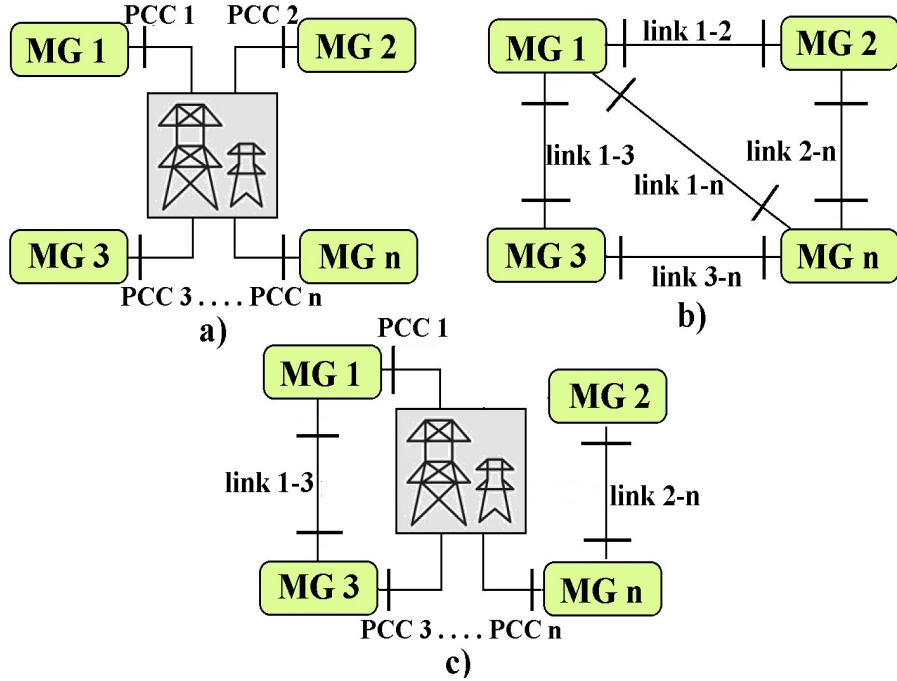 PCC 1
PCC 2
MG 1
MG 2
MG 3
MG n
PCC 3 . . . . PCC n
a)
MG 1
link 1-2
MG 2
link 1-3
link 1-n
link 2-n
MG 3
link 3-n
MG n
b)
PCC 1
MG 1
MG 2
link 1-3
link 2-n
MG 3
MG n
PCC 3 . . . . PCC n
c)